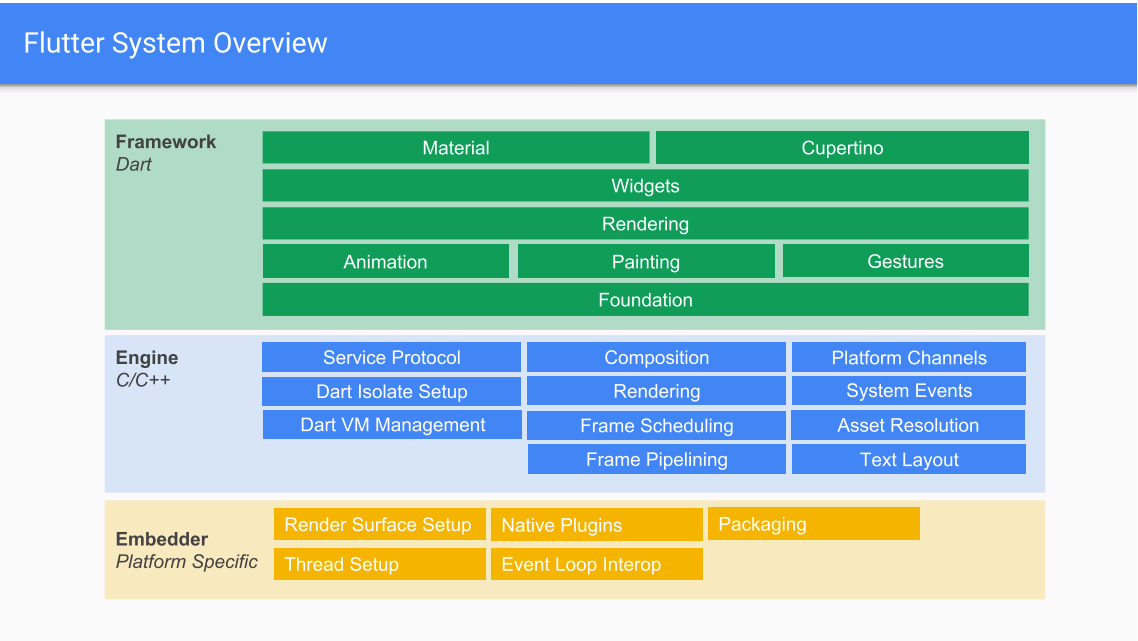 Flutter System Overview
Framework
Dart
Material
Cupertino
Widgets
Rendering
Animation
Painting
Gestures
Foundation
Engine
C/C++
Service Protocol
Composition
Platform Channels
Dart Isolate Setup
Rendering
System Events
Dart VM Management
Frame Scheduling
Asset Resolution
Frame Pipelining
Text Layout
Embedder
Platform Specific
Render Surface Setup
Native Plugins
Packaging
Thread Setup
Event Loop Interop